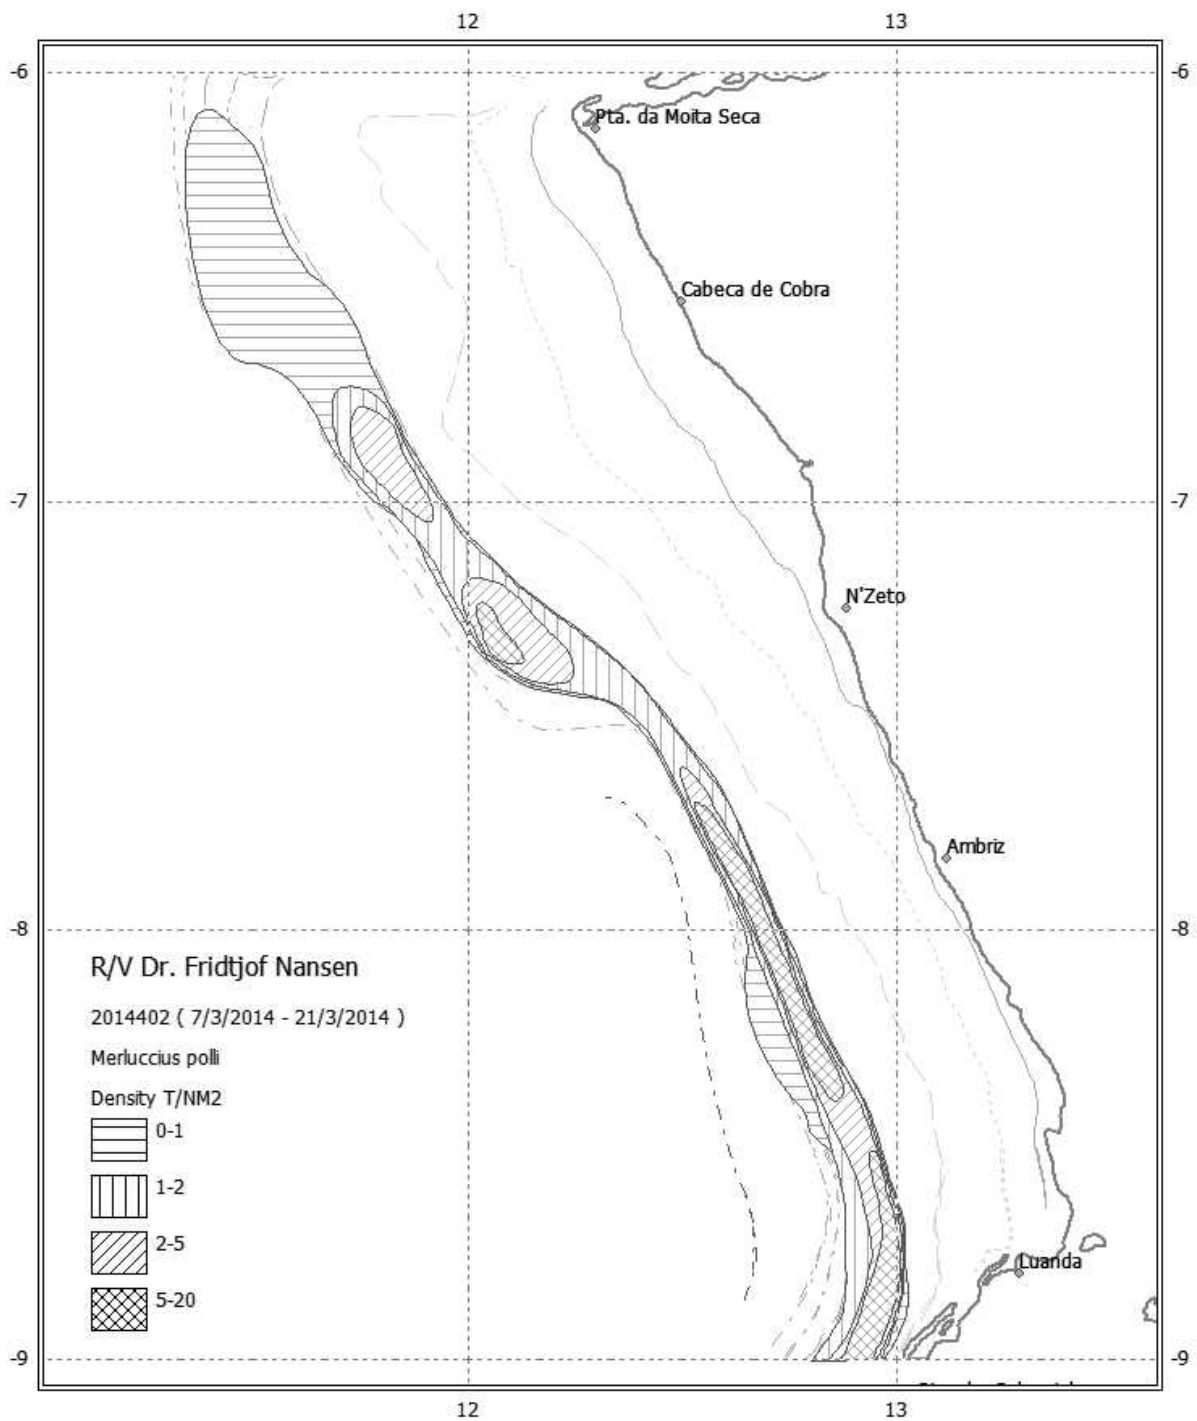 12 13
-6 -6
Pta. da Moita Seca
Cabeca de Cobra
-7 -7
N'Zeto
Ambriz
-8 -8
R/V Dr. Fridtjof Nansen
2014402 ( 7/3/2014 - 21/3/2014 )
Merluccius polli
Density T/NM2
0-1
1-2
2-5
Luanda
5-20
-9 -9
12 13